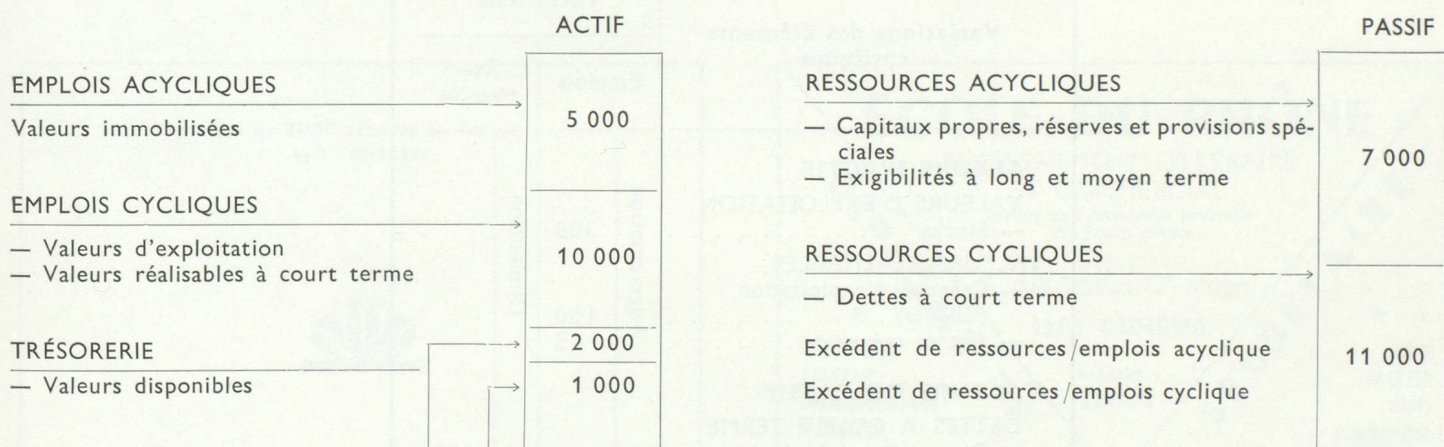 ACTIF
EMPLOIS ACYCLIQUES
Valeurs immobilisées
5 000
EMPLOIS CYCLIQUES
— Valeurs d'exploitation
— Valeurs réalisables à court terme
10 000
TRÉSORERIE
— Valeurs disponibles
2 000
1 000
PASSIF
RESSOURCES ACYCLIQUES
— Capitaux propres, réserves et provisions spé-
ciales
— Exigibilités à long et moyen terme
7 000
RESSOURCES CYCLIQUES
— Dettes à court terme
Excédent de ressources/emplois acyclique
11 000
Excédent de ressources/emplois cyclique